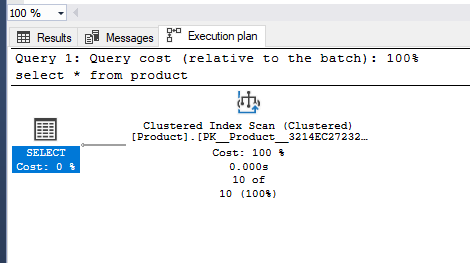 100 %
Results Messages Execution plan
Query 1: Query cost (relative to the batch): 100%
select * from product
Clustered Index Scan (Clustered)
[Product].[PK__Product__3214EC27232…
SELECT
Cost: 0 %
Cost: 100 %
0.000s
10 of
10 (100%)